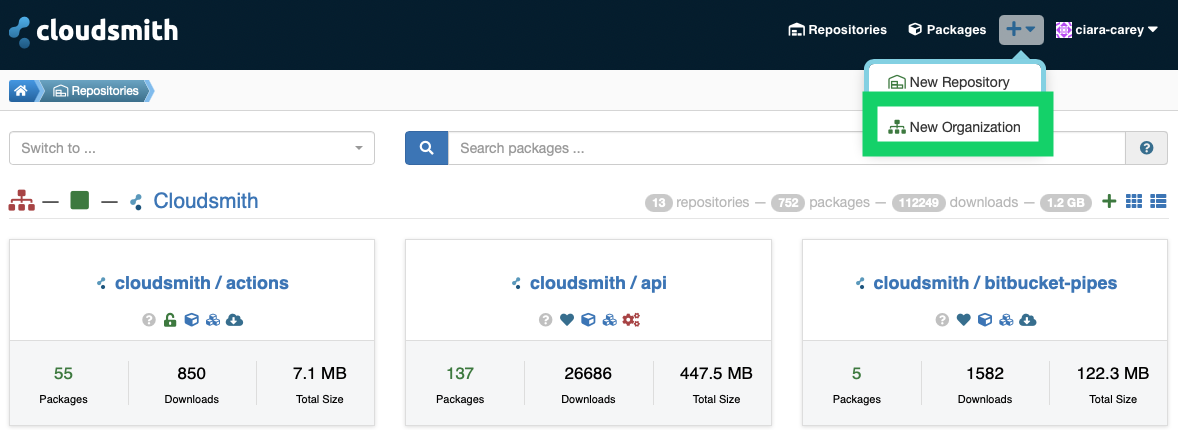 cloudsmith
Repositories
Packages
ciara-carey
New Repository
New Organization
Repositories
Switch to ...
Search packages ...
Cloudsmith
13 repositories — 752 packages — 112249 downloads — 1.2 GB
cloudsmith / actions
55
850
7.1 MB
Packages
Downloads
Total Size
cloudsmith / api
137
26686
447.5 MB
Packages
Downloads
Total Size
cloudsmith / bitbucket-pipes
5
1582
122.3 MB
Packages
Downloads
Total Size